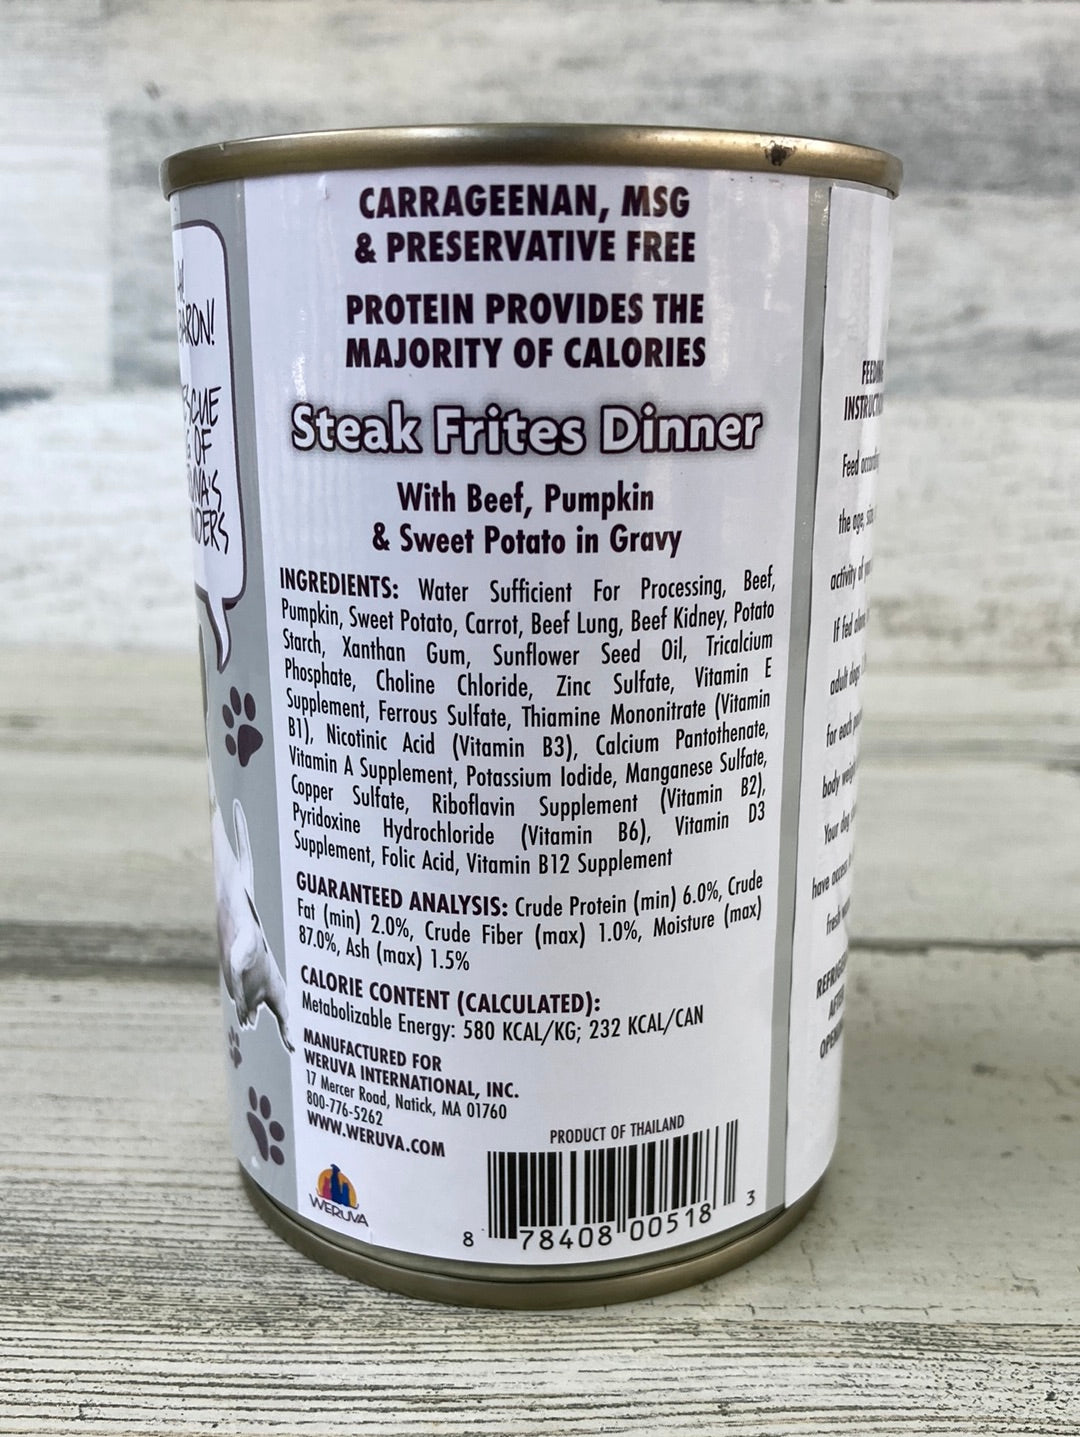 BARON!
OF
CARRAGEENAN, MSG
& PRESERVATIVE FREE
PROTEIN PROVIDES THE
MAJORITY OF CALORIES
Steak Frites Dinner
With Beef, Pumpkin
& Sweet Potato in Gravy
INGREDIENTS: Water Sufficient For Processing, Beef,
Pumpkin, Sweet Potato, Carrot, Beef Lung, Beef Kidney, Potato
Starch, Xanthan Gum, Sunflower Seed Oil, Tricalcium
Phosphate, Choline Chloride, Zinc Sulfate, Vitamin E
Supplement, Ferrous Sulfate, Thiamine Mononitrate (Vitamin
B1), Nicotinic Acid (Vitamin B3), Calcium Pantothenate,
Vitamin A Supplement, Potassium Iodide, Manganese Sulfate,
Copper Sulfate, Riboflavin Supplement (Vitamin B2),
Pyridoxine Hydrochloride (Vitamin B6), Vitamin D3
Supplement, Folic Acid, Vitamin B12 Supplement
GUARANTEED ANALYSIS: Crude Protein (min) 6.0%, Crude
Fat (min) 2.0%, Crude Fiber (max) 1.0%, Moisture (max)
87.0%, Ash (max) 1.5%
CALORIE CONTENT (CALCULATED):
Metabolizable Energy: 580 KCAL/KG; 232 KCAL/CAN
MANUFACTURED FOR
WERUVA INTERNATIONAL, INC.
17 Mercer Road, Natick, MA 01760
800-776-5262
WWW.WERUVA.COM
WERUVA
PRODUCT OF THAILAND
8 78408 00518 3
FEEDING
Feed
the age,
activity of
If fed
adult dogs,
for each
body
Your dog
have
fresh